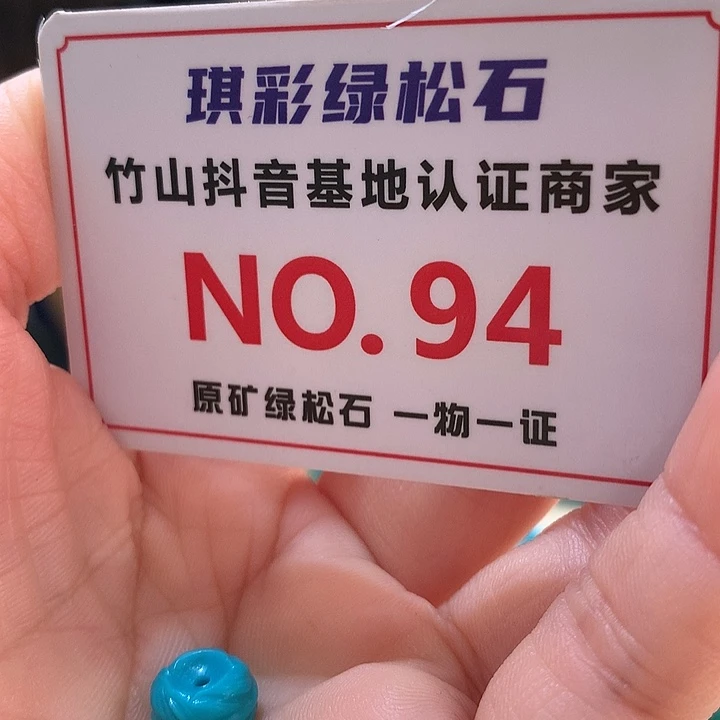 琪彩绿松石
竹山抖音基地认证商家
NO.94
原矿绿松石 一物一证